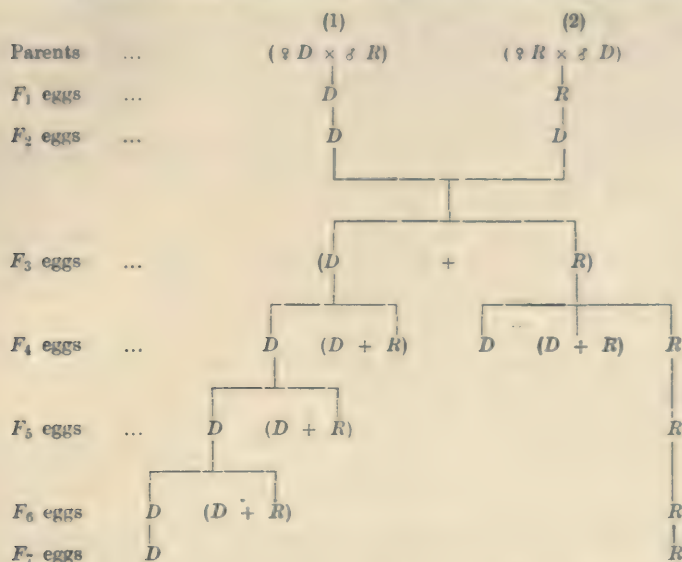 (1) (2)
Parents ... (♀ D × ♂ R) (♀ R × ♂ D)
F₁ eggs ... D R
F₂ eggs ... D D
F₃ eggs ... (D + R)
F₄ eggs ... D (D + R) D (D + R) R
F₅ eggs ... D (D + R) R
F₆ eggs D (D + R) R
F₇ eggs D R